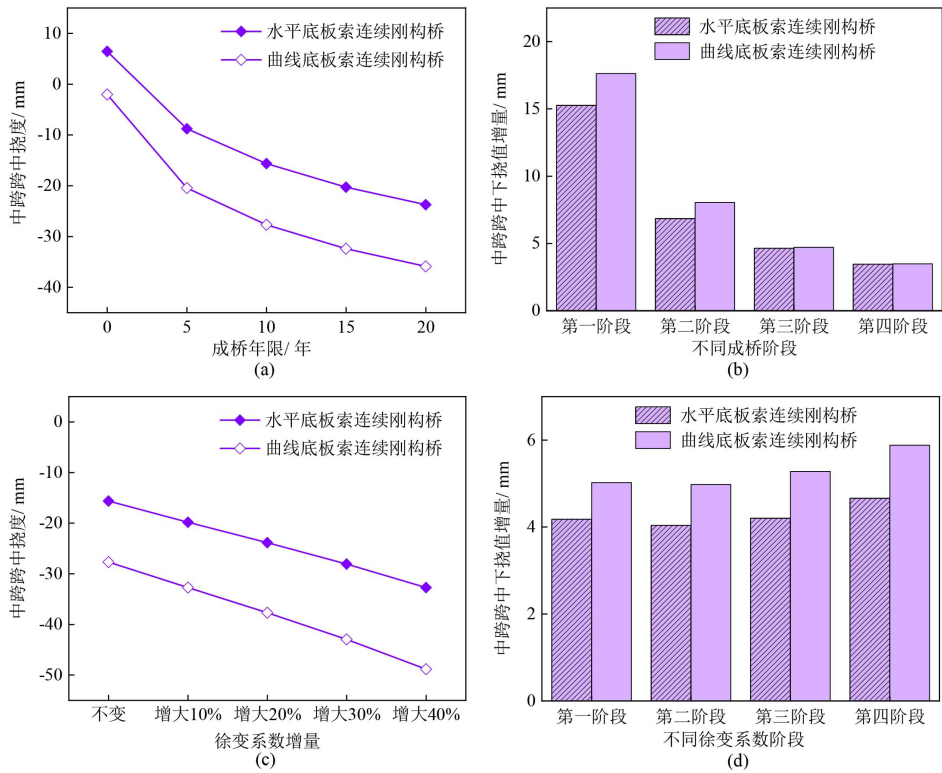 10
0
-10
-20
-30
-40
中跨跨中挠度/ mm
水平底板索连续刚构桥
曲线底板索连续刚构桥
0 5 10 15 20
成桥年限/ 年
(a)
20
15
10
5
0
中跨跨中下挠值增量/ mm
水平底板索连续刚构桥
曲线底板索连续刚构桥
第一阶段 第二阶段 第三阶段 第四阶段
不同成桥阶段
(b)
0
-10
-20
-30
-40
-50
中跨跨中挠度/ mm
水平底板索连续刚构桥
曲线底板索连续刚构桥
不变 增大10% 增大20% 增大30% 增大40%
徐变系数增量
(c)
6
4
2
0
中跨跨中下挠值增量/ mm
水平底板索连续刚构桥
曲线底板索连续刚构桥
第一阶段 第二阶段 第三阶段 第四阶段
不同徐变系数阶段
(d)